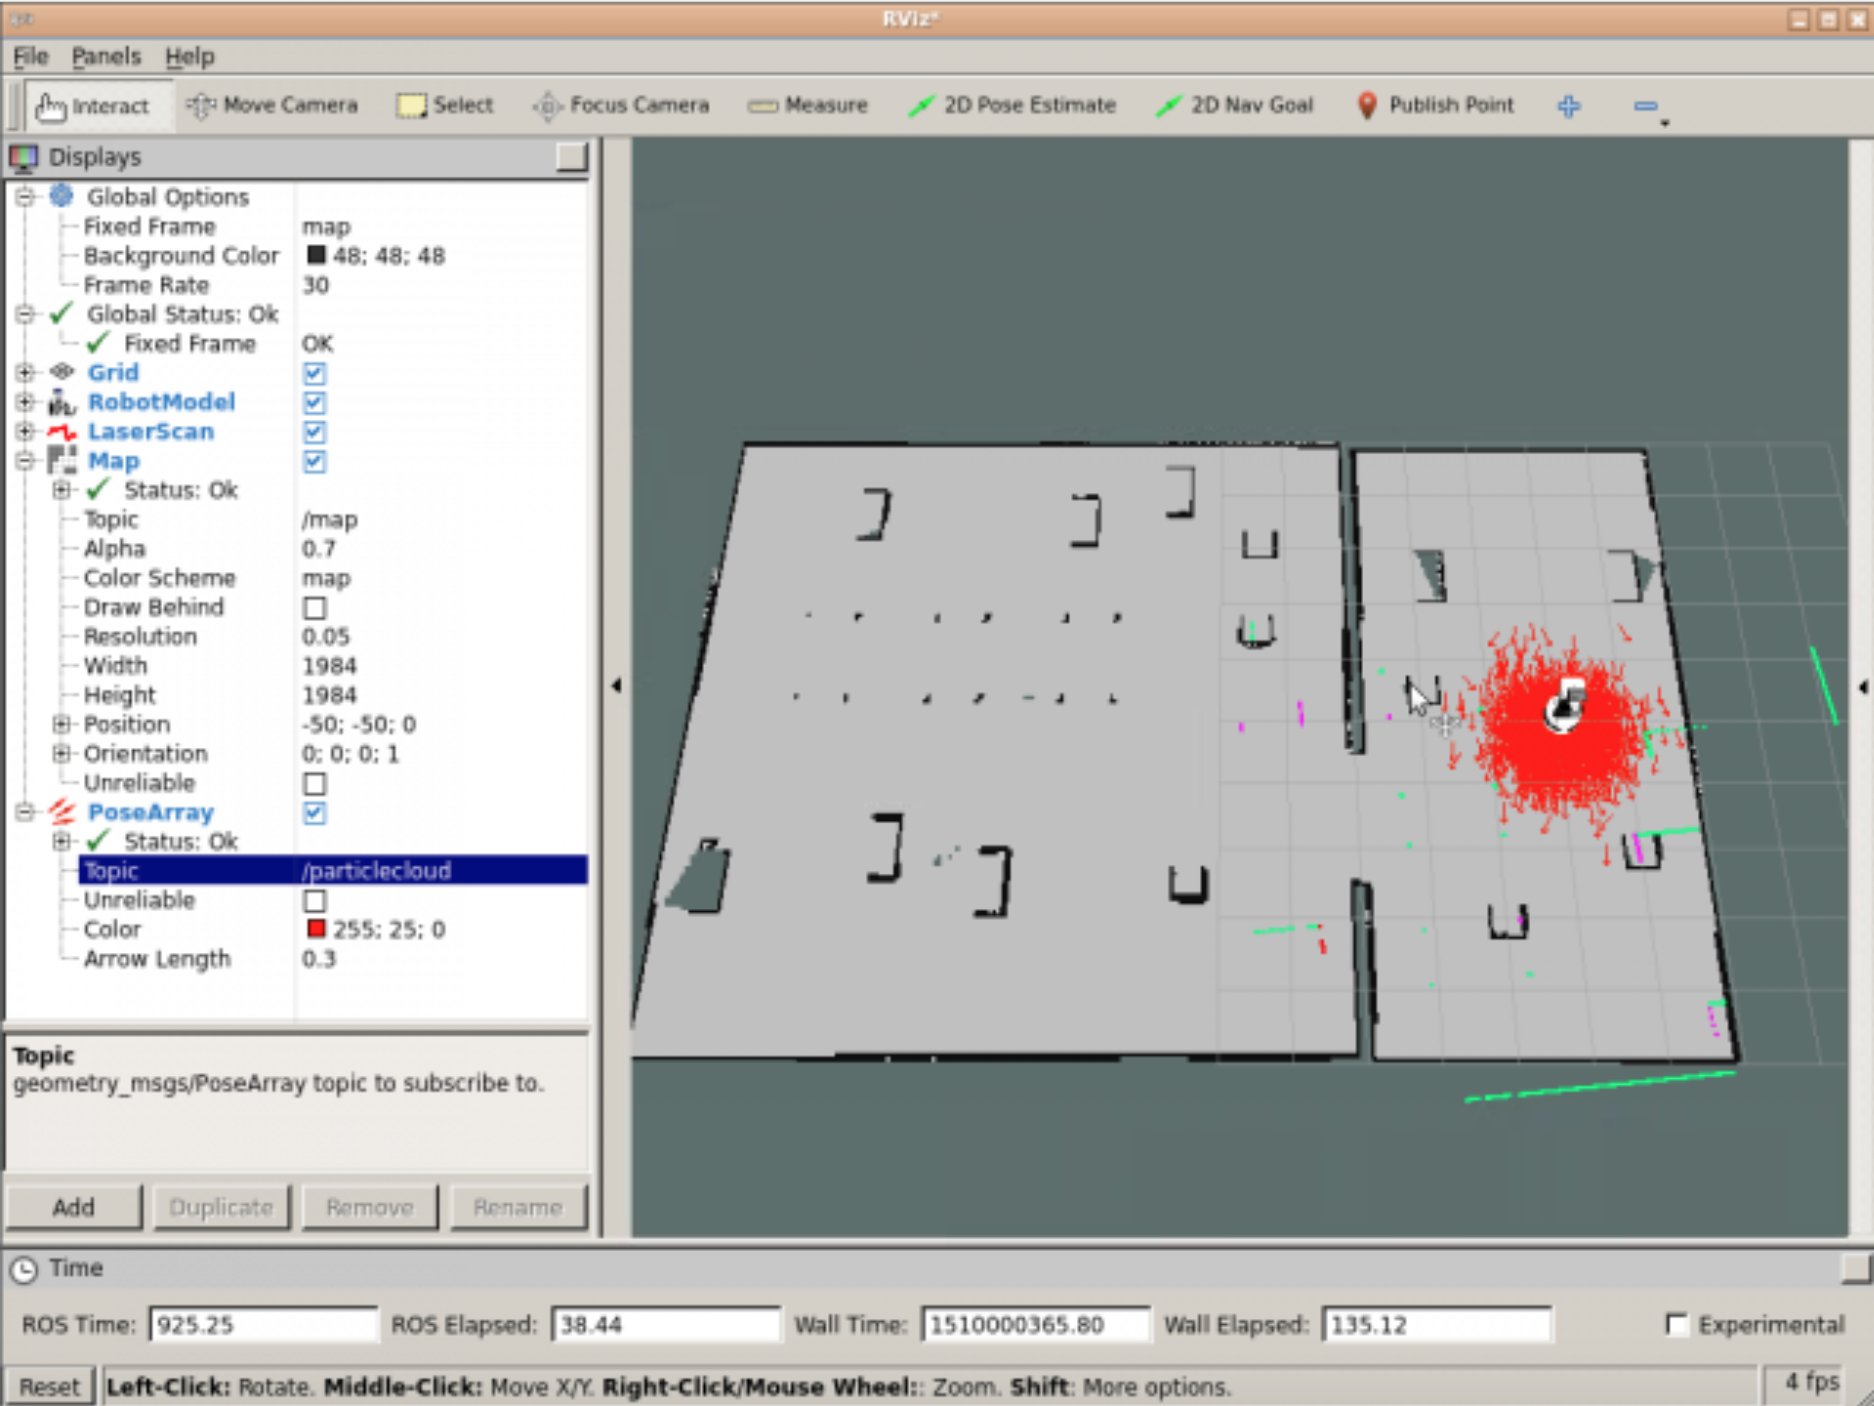 RViz*
File Panels Help
Interact Move Camera Select Focus Camera Measure 2D Pose Estimate 2D Nav Goal Publish Point
Displays
Global Options
Fixed Frame map
Background Color 48; 48; 48
Frame Rate 30
Global Status: Ok
Fixed Frame OK
Grid
RobotModel
LaserScan
Map
Status: Ok
Topic /map
Alpha 0.7
Color Scheme map
Draw Behind
Resolution 0.05
Width 1984
Height 1984
Position -50; -50; 0
Orientation 0; 0; 0; 1
Unreliable
PoseArray
Status: Ok
Topic /particlecloud
Unreliable
Color 255; 25; 0
Arrow Length 0.3
Topic
geometry_msgs/PoseArray topic to subscribe to.
Add Duplicate Remove Rename
Time
ROS Time: 925.25 ROS Elapsed: 38.44 Wall Time: 1510000365.80 Wall Elapsed: 135.12 Experimental
Reset Left-Click: Rotate. Middle-Click: Move X/Y. Right-Click/Mouse Wheel:: Zoom. Shift: More options. 4 fps